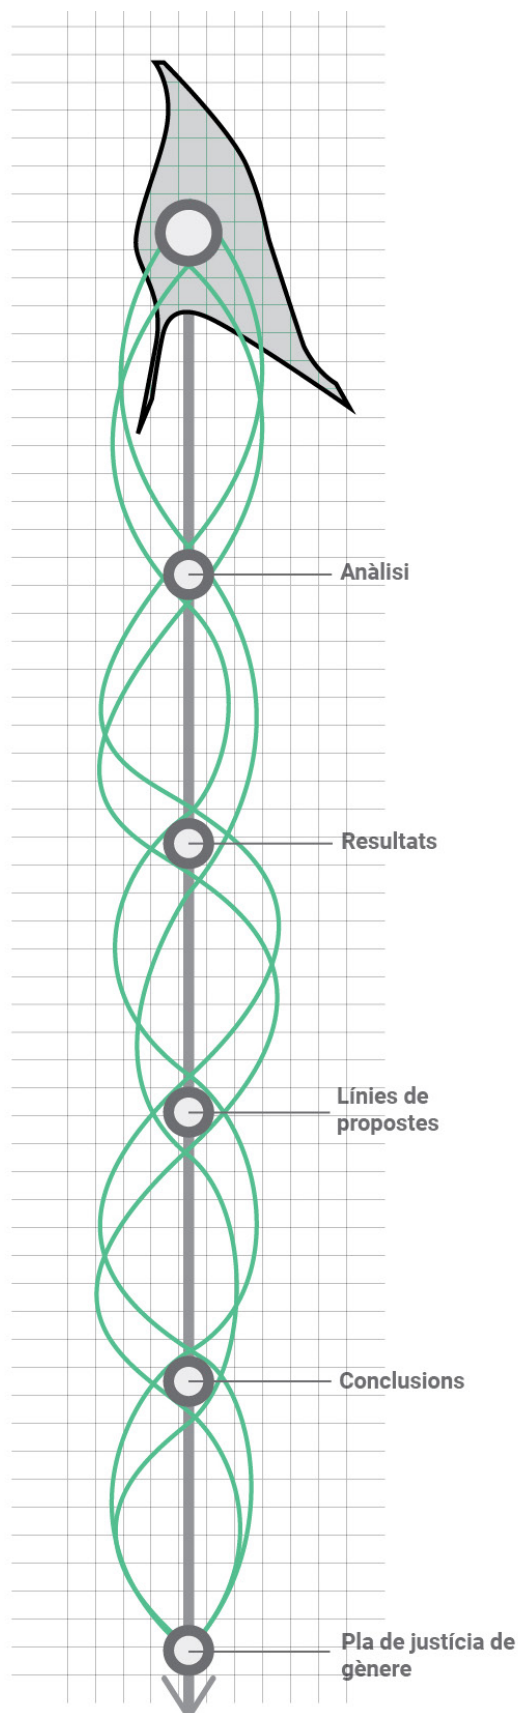 Anàlisi
Resultats
Línies de
propostes
Conclusions
Pla de justícia de
gènere